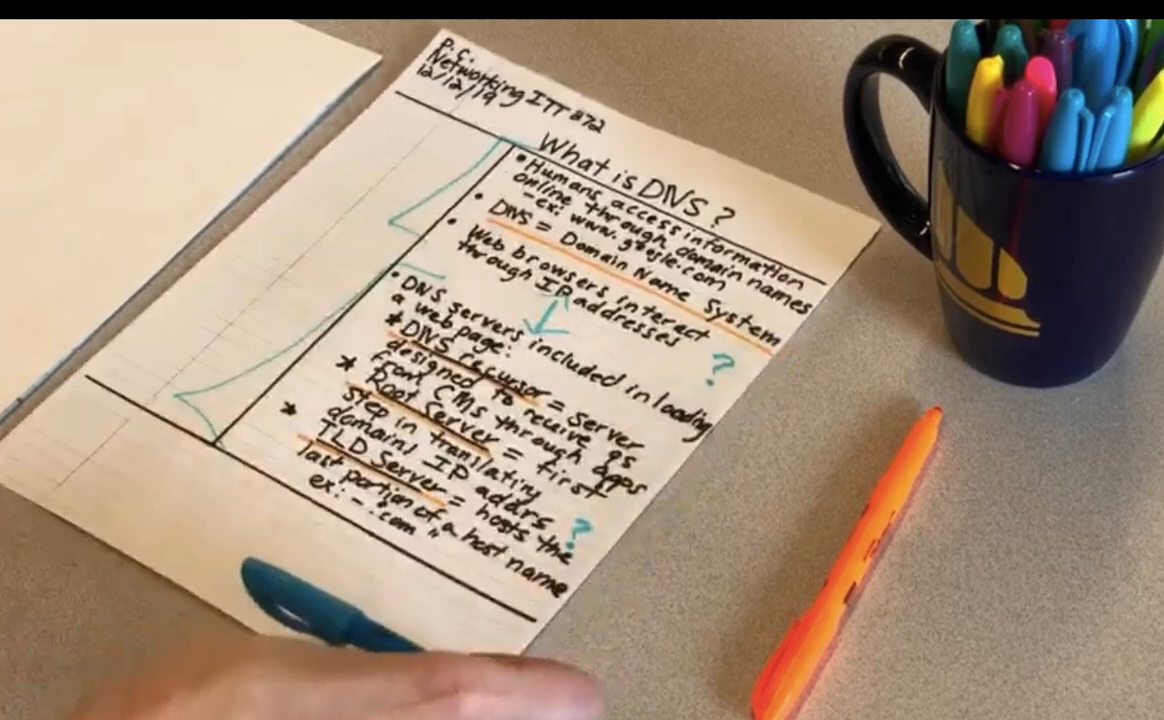 P.C.
Networking ITT 872
12/12/19
What is DNS?
• Humans access information
online through domain names
- ex: www.google.com
• DNS = Domain Name System
• Web browsers interact
through IP addresses
?
• DNS servers included in loading
a web page:
* DNS recursor = server
designed to receive qs
from CMs through apps
* Root Server = first
step in translating
domains IP addrs
?
* TLD Server = hosts the
last portion of a host name
ex: - ".com"